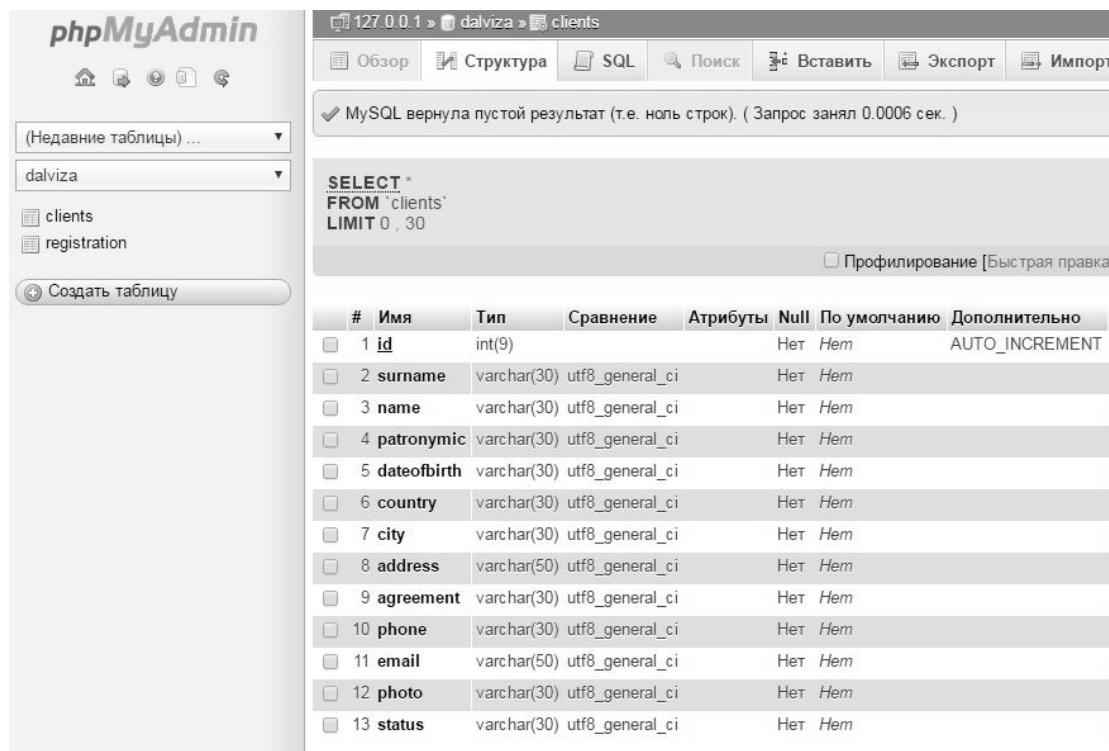 phpMyAdmin
(Недавние таблицы) ...
dalviza
clients
registration
Создать таблицу
127.0.0.1 » dalviza » clients
Обзор Структура SQL Поиск Вставить Экспорт Импорт
MySQL вернула пустой результат (т.е. ноль строк). ( Запрос занял 0.0006 сек. )
SELECT *
FROM `clients`
LIMIT 0 , 30
Профилирование [Быстрая правка
# Имя Тип Сравнение Атрибуты Null По умолчанию Дополнительно
1 id int(9) Нет Нет AUTO_INCREMENT
2 surname varchar(30) utf8_general_ci Нет Нет
3 name varchar(30) utf8_general_ci Нет Нет
4 patronymic varchar(30) utf8_general_ci Нет Нет
5 dateofbirth varchar(30) utf8_general_ci Нет Нет
6 country varchar(30) utf8_general_ci Нет Нет
7 city varchar(30) utf8_general_ci Нет Нет
8 address varchar(50) utf8_general_ci Нет Нет
9 agreement varchar(30) utf8_general_ci Нет Нет
10 phone varchar(30) utf8_general_ci Нет Нет
11 email varchar(50) utf8_general_ci Нет Нет
12 photo varchar(30) utf8_general_ci Нет Нет
13 status varchar(30) utf8_general_ci Нет Нет